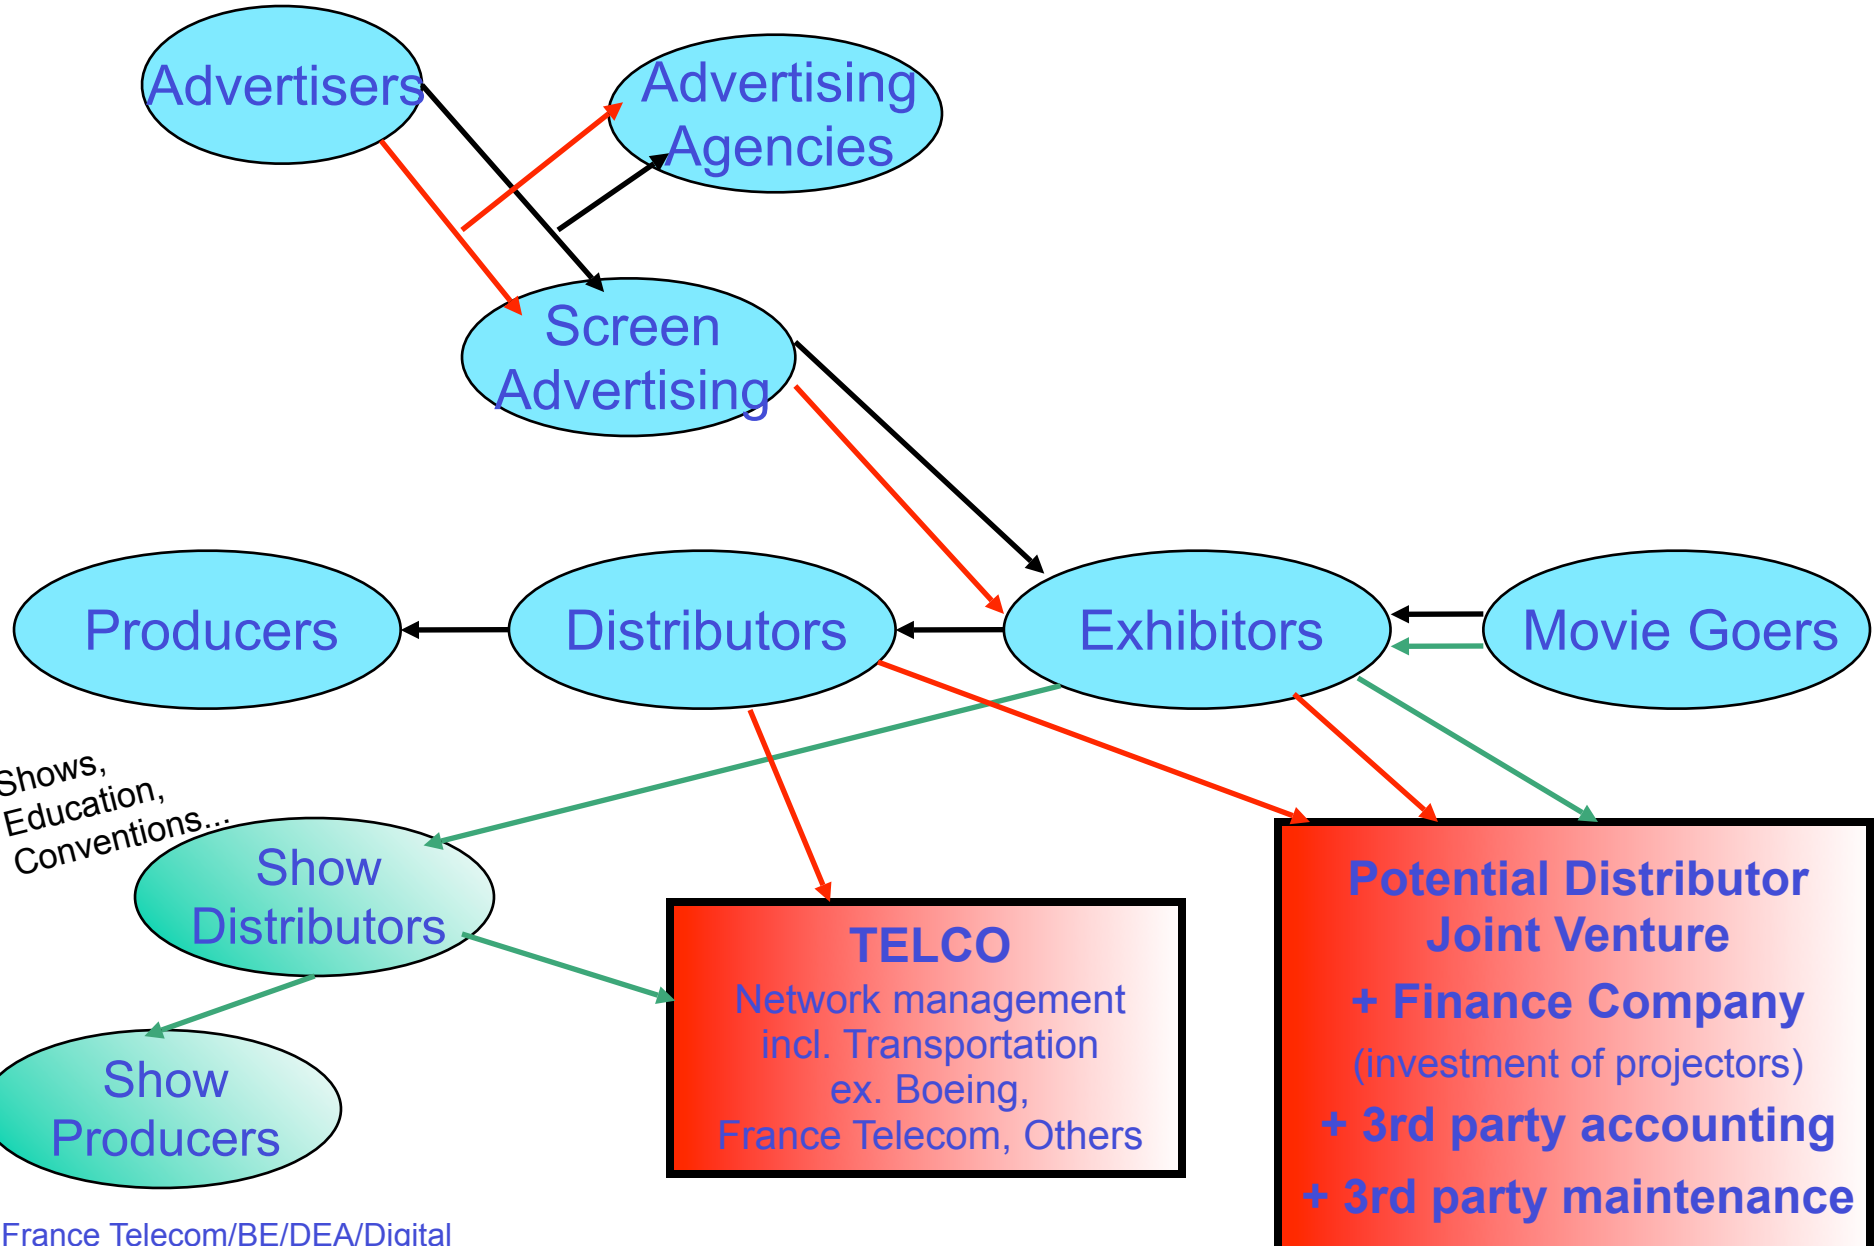 Advertisers
Advertising
Agencies
Screen
Advertising
Producers
Distributors
Exhibitors
Movie Goers
Shows,
Education,
Conventions...
Show
Distributors
Show
Producers
TELCO
Network management
incl. Transportation
ex. Boeing,
France Telecom, Others
Potential Distributor
Joint Venture
+ Finance Company
(investment of projectors)
+ 3rd party accounting
+ 3rd party maintenance
France Telecom/BE/DEA/Digital